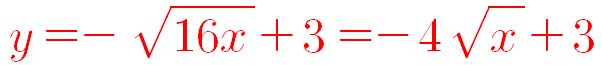 y = − √16x + 3 = −4 √x + 3